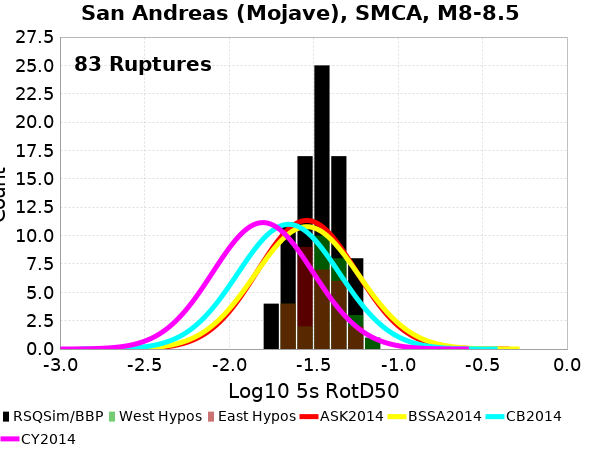 San Andreas (Mojave), SMCA, M8-8.5
83 Ruptures
27.5
25.0
22.5
20.0
17.5
15.0
12.5
10.0
7.5
5.0
2.5
0.0
Count
-3.0 -2.5 -2.0 -1.5 -1.0 -0.5 0.0
Log10 5s RotD50
RSQSim/BBP West Hypos East Hypos ASK2014 BSSA2014 CB2014
CY2014